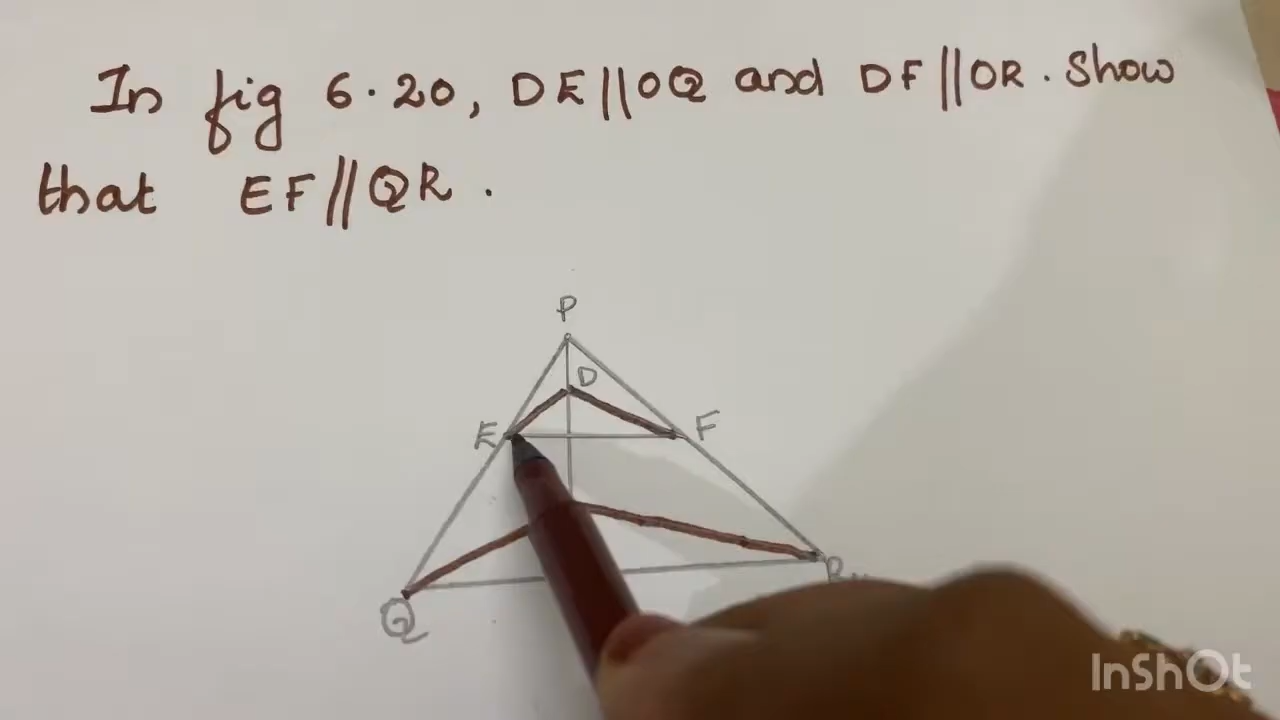 In fig 6.20, DE||OQ and DF||OR. Show
that EF||QR.
P
D
E
F
Q
InShOt